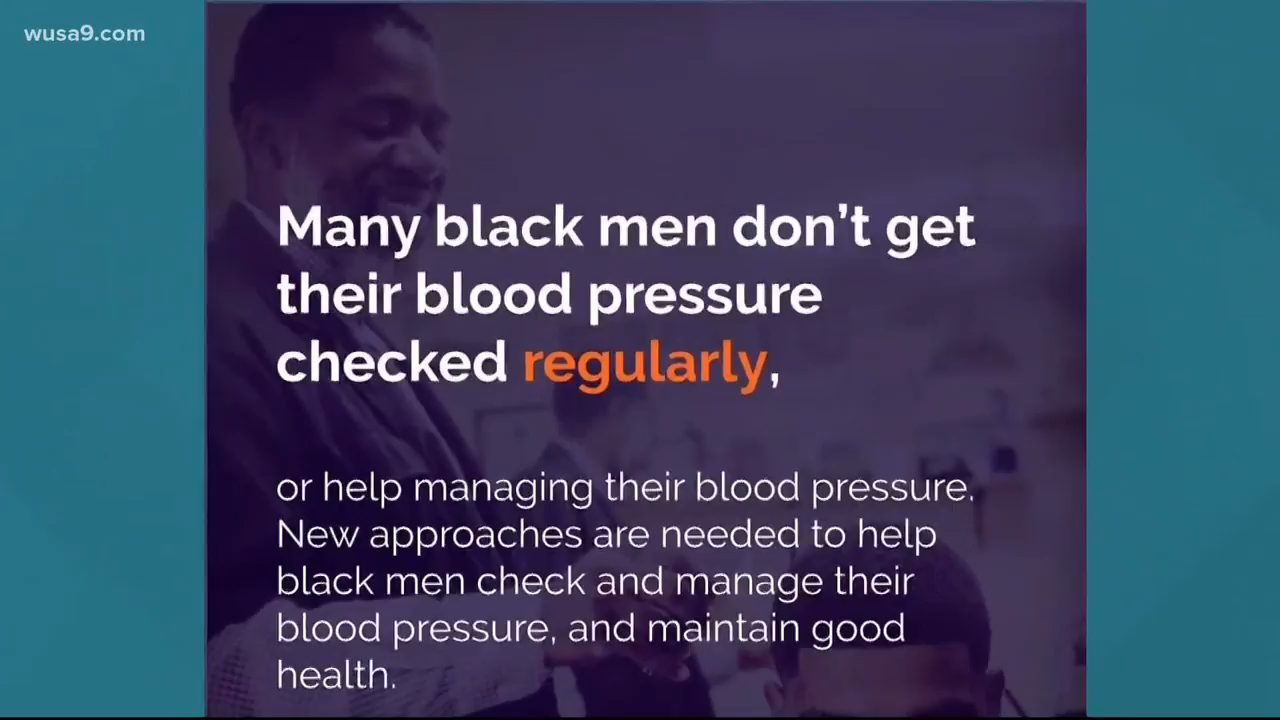 wusa9.com
Many black men don’t get
their blood pressure
checked regularly,
or help managing their blood pressure.
New approaches are needed to help
black men check and manage their
blood pressure, and maintain good
health.